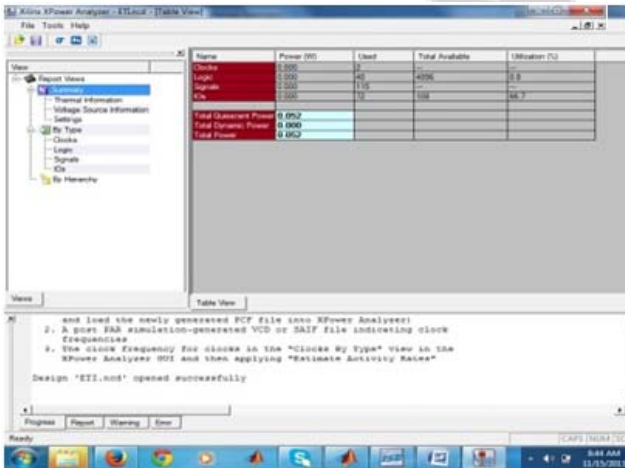 Xilinx XPower Analyzer - ETI.ncd - [Table View]
File Tools Help
View
Report Views
Summary
Thermal Information
Voltage Source Information
Settings
By Type
Clocks
Logic
Signals
IOs
By Hierarchy
Name Power (W) Used Total Available Utilization (%)
Clocks 0.000 2 -- --
Logic 0.000 40 4896 0.8
Signals 0.000 115 -- --
IOs 0.000 72 108 66.7
Total Quiescent Power 0.052
Total Dynamic Power 0.000
Total Power 0.052
Views
Table View
and load the newly generated PCF file into XPower Analyzer)
2. A post PAR simulation-generated VCD or SAIF file indicating clock
frequencies
3. The clock frequency for clocks in the "Clocks By Type" view in the
XPower Analyzer GUI and then applying "Estimate Activity Rates"
Design 'ETI.ncd' opened successfully
Progress Report Warning Error
Ready
CAPS NUM
8:44 AM